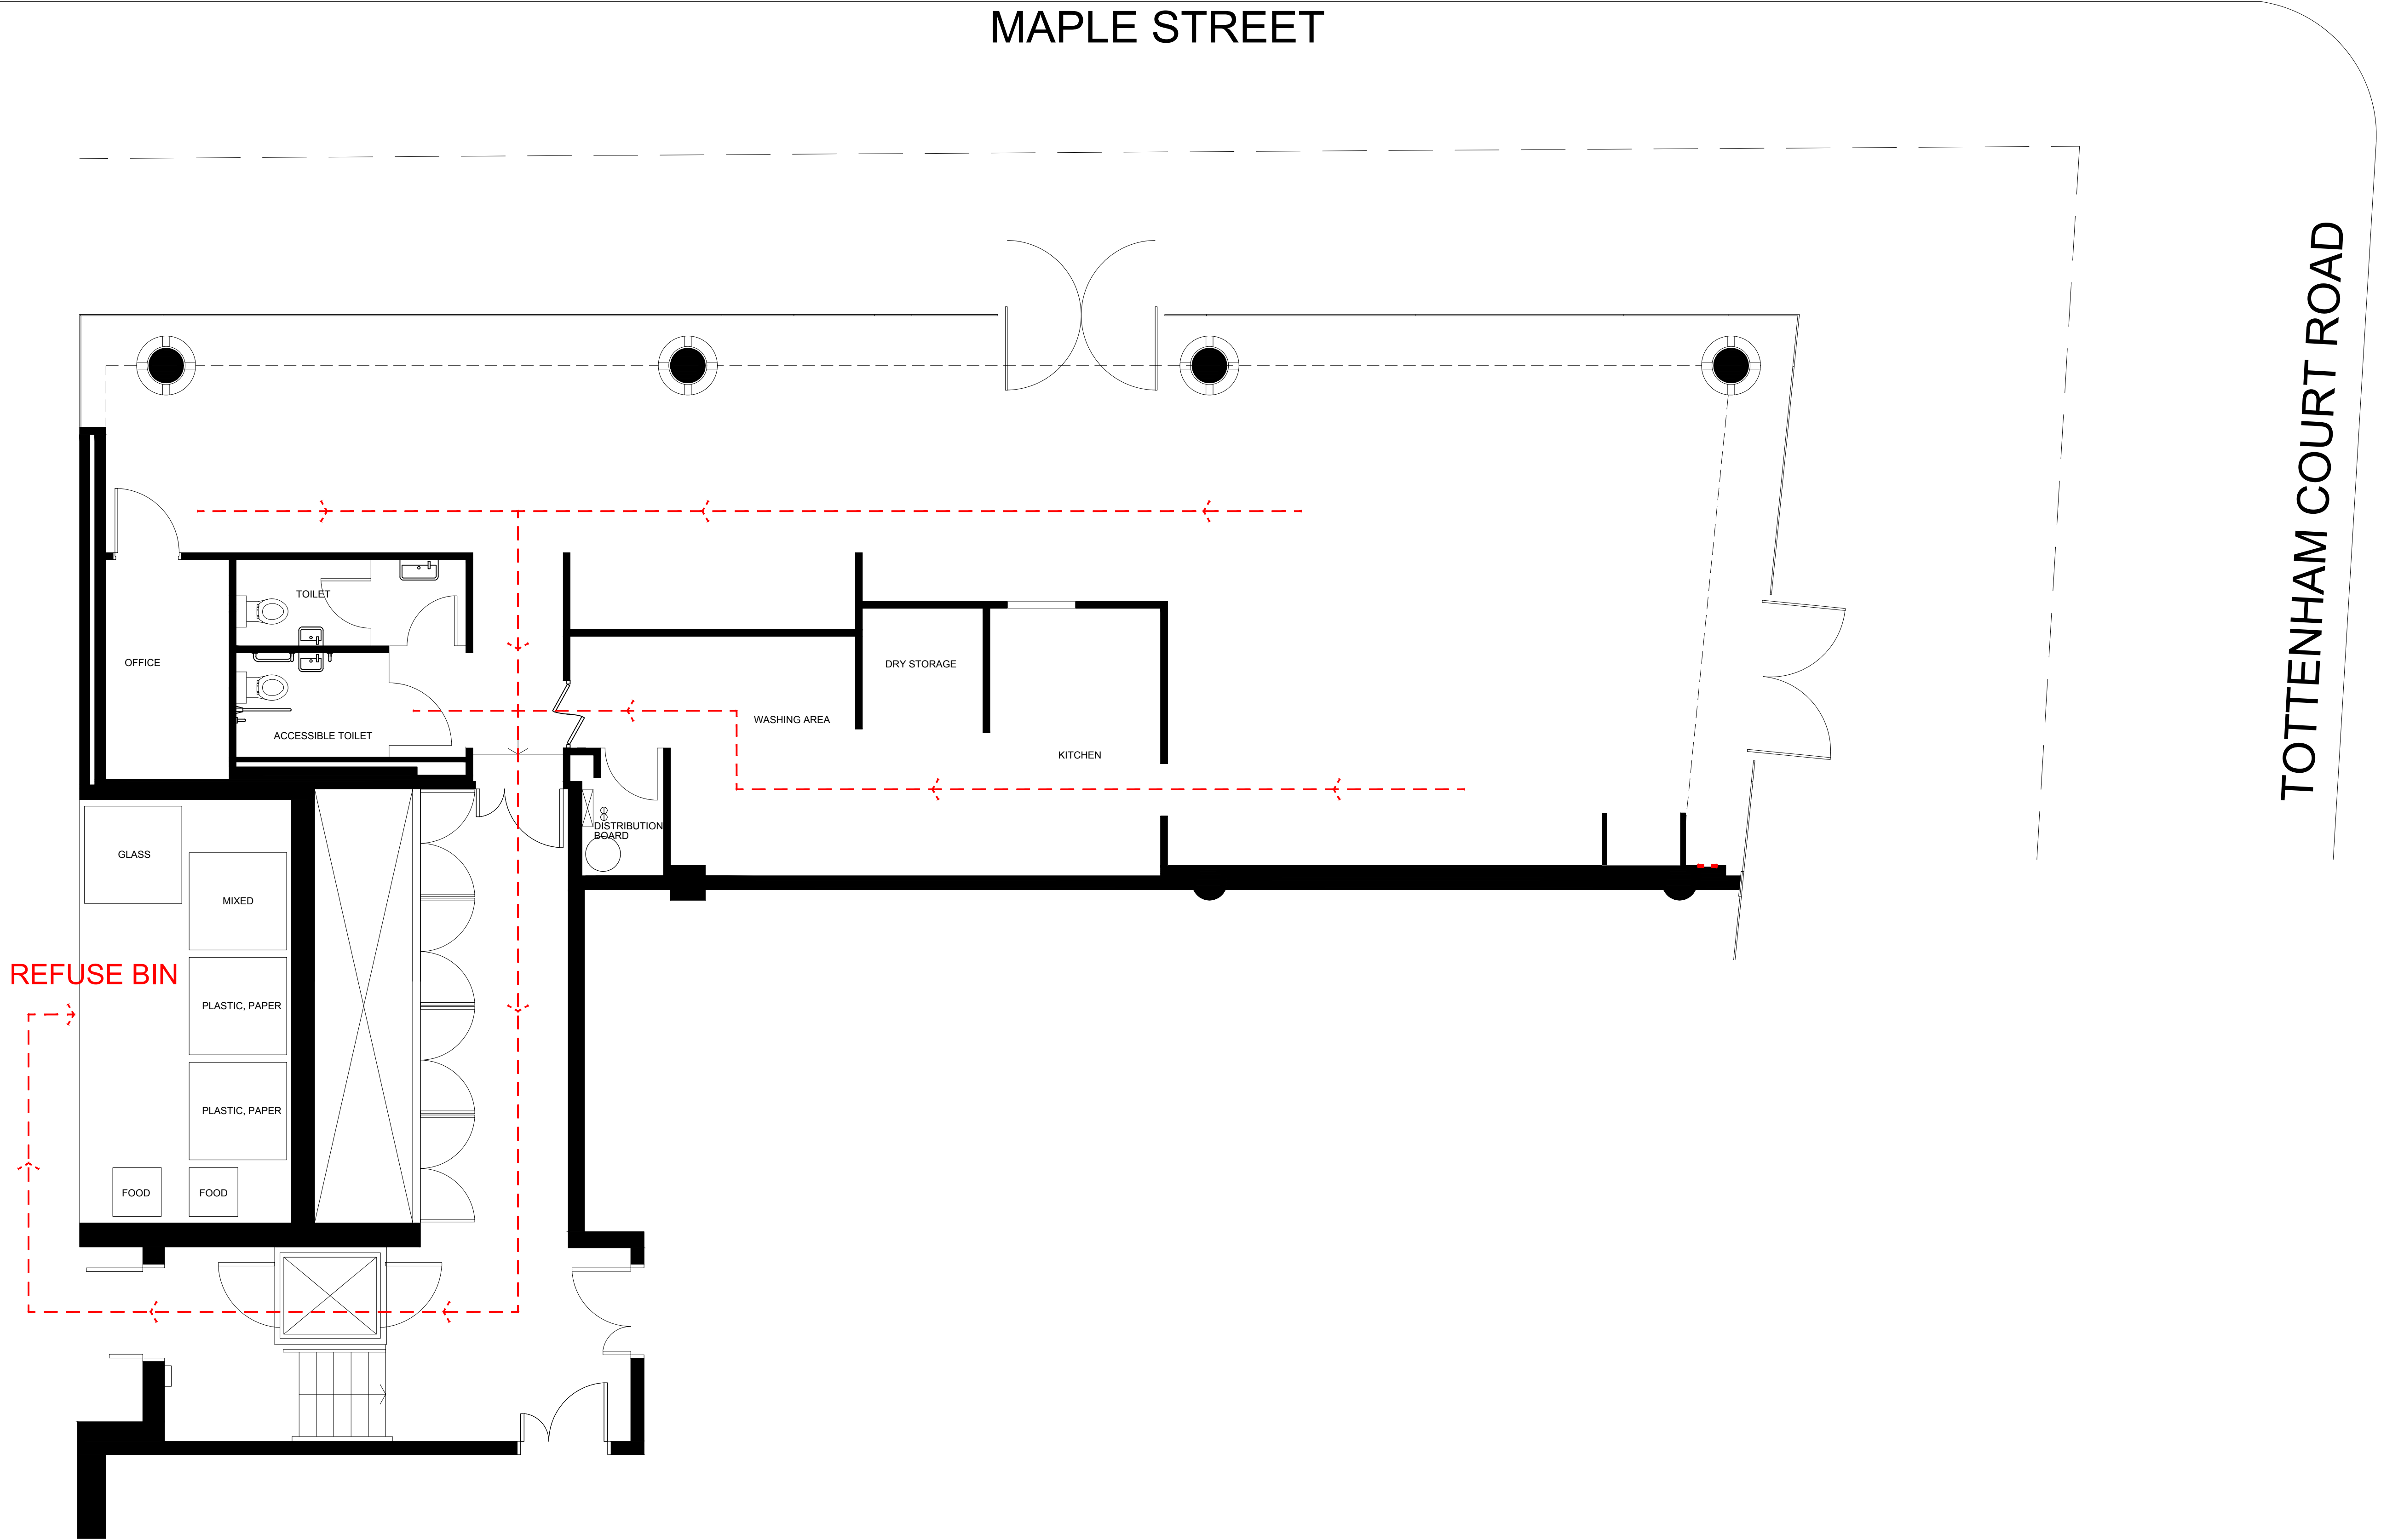 MAPLE STREET
TOTTENHAM COURT ROAD
TOILET
OFFICE
ACCESSIBLE TOILET
WASHING AREA
DRY STORAGE
KITCHEN
DISTRIBUTION
BOARD
GLASS
MIXED
REFUSE BIN
PLASTIC, PAPER
PLASTIC, PAPER
FOOD
FOOD